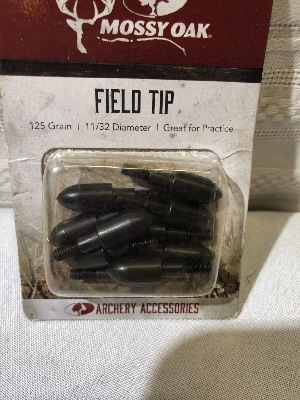 MOSSY OAK
FIELD TIP
125 Grain | 11/32 Diameter | Great for Practice
ARCHERY ACCESSORIES